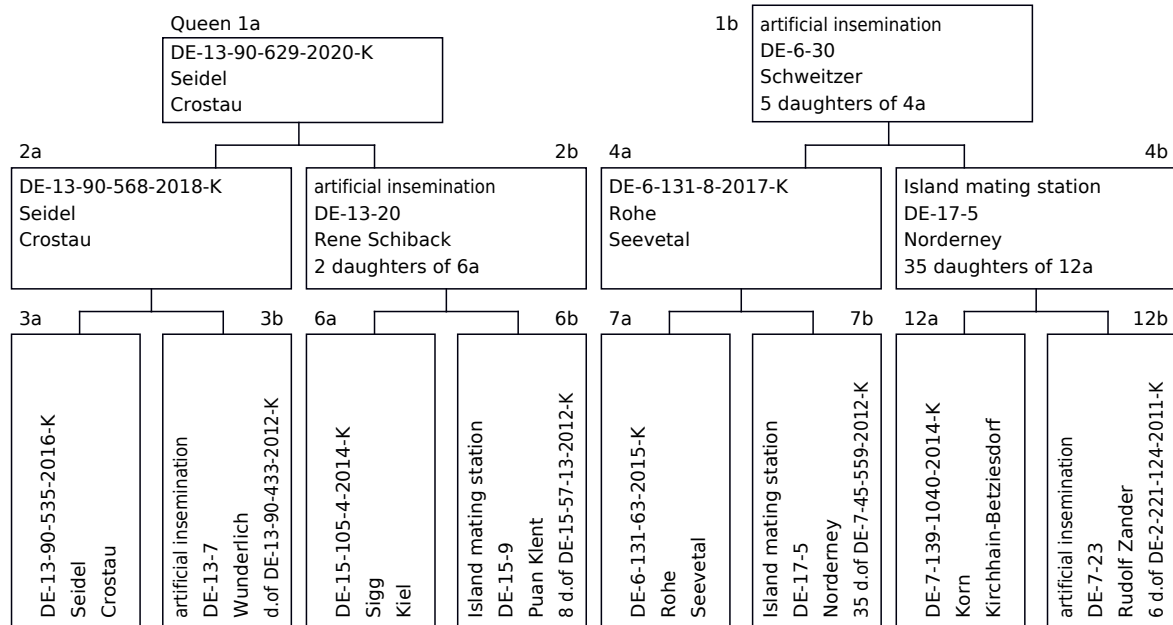 Queen 1a
DE-13-90-629-2020-K
Seidel
Crostau
1b
artificial insemination
DE-6-30
Schweitzer
5 daughters of 4a
2a
DE-13-90-568-2018-K
Seidel
Crostau
2b
artificial insemination
DE-13-20
Rene Schiback
2 daughters of 6a
4a
DE-6-131-8-2017-K
Rohe
Seevetal
4b
Island mating station
DE-17-5
Norderney
35 daughters of 12a
3a
DE-13-90-535-2016-K
Seidel
Crostau
3b
artificial insemination
DE-13-7
Wunderlich
d.of DE-13-90-433-2012-K
6a
DE-15-105-4-2014-K
Sigg
Kiel
6b
Island mating station
DE-15-9
Puan Klent
8 d.of DE-15-57-13-2012-K
7a
DE-6-131-63-2015-K
Rohe
Seevetal
7b
Island mating station
DE-17-5
Norderney
35 d.of DE-7-45-559-2012-K
12a
DE-7-139-1040-2014-K
Korn
Kirchhain-Betziesdorf
12b
artificial insemination
DE-7-23
Rudolf Zander
6 d.of DE-2-221-124-2011-K